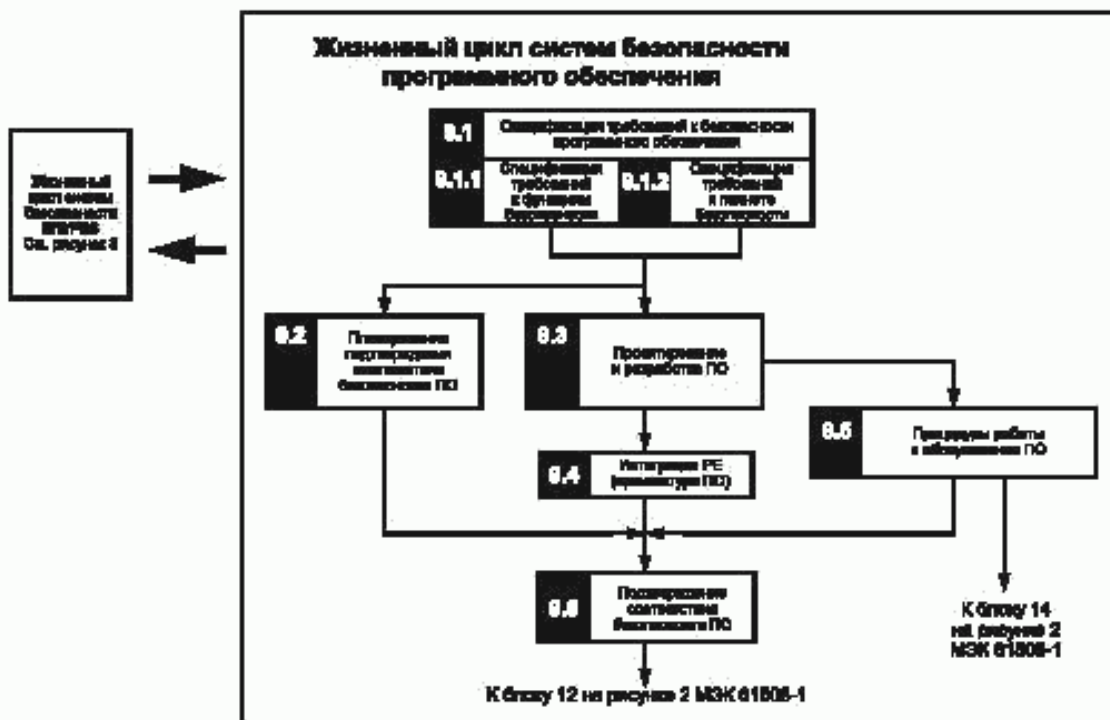 Жизненный цикл систем безопасности
программного обеспечения
9.1
Спецификация требований к безопасности
программного обеспечения
9.1.1
Спецификация
требований
к функциям
безопасности
9.1.2
Спецификация
требований
к полноте
безопасности
Жизненный
цикл
безопасности
См. рисунок
9.2
Планирование
подтверждения
соответствия
безопасности ПО
9.3
Проектирование
и разработка ПО
9.5
Процедуры работы
и обслуживания ПО
9.4
Интеграция PE
ПО)
9.6
Подтверждение
соответствия
безопасности ПО
К блоку 14
на рисунке 2
МЭК 61508-1
К блоку 12 на рисунке 2 МЭК 61508-1